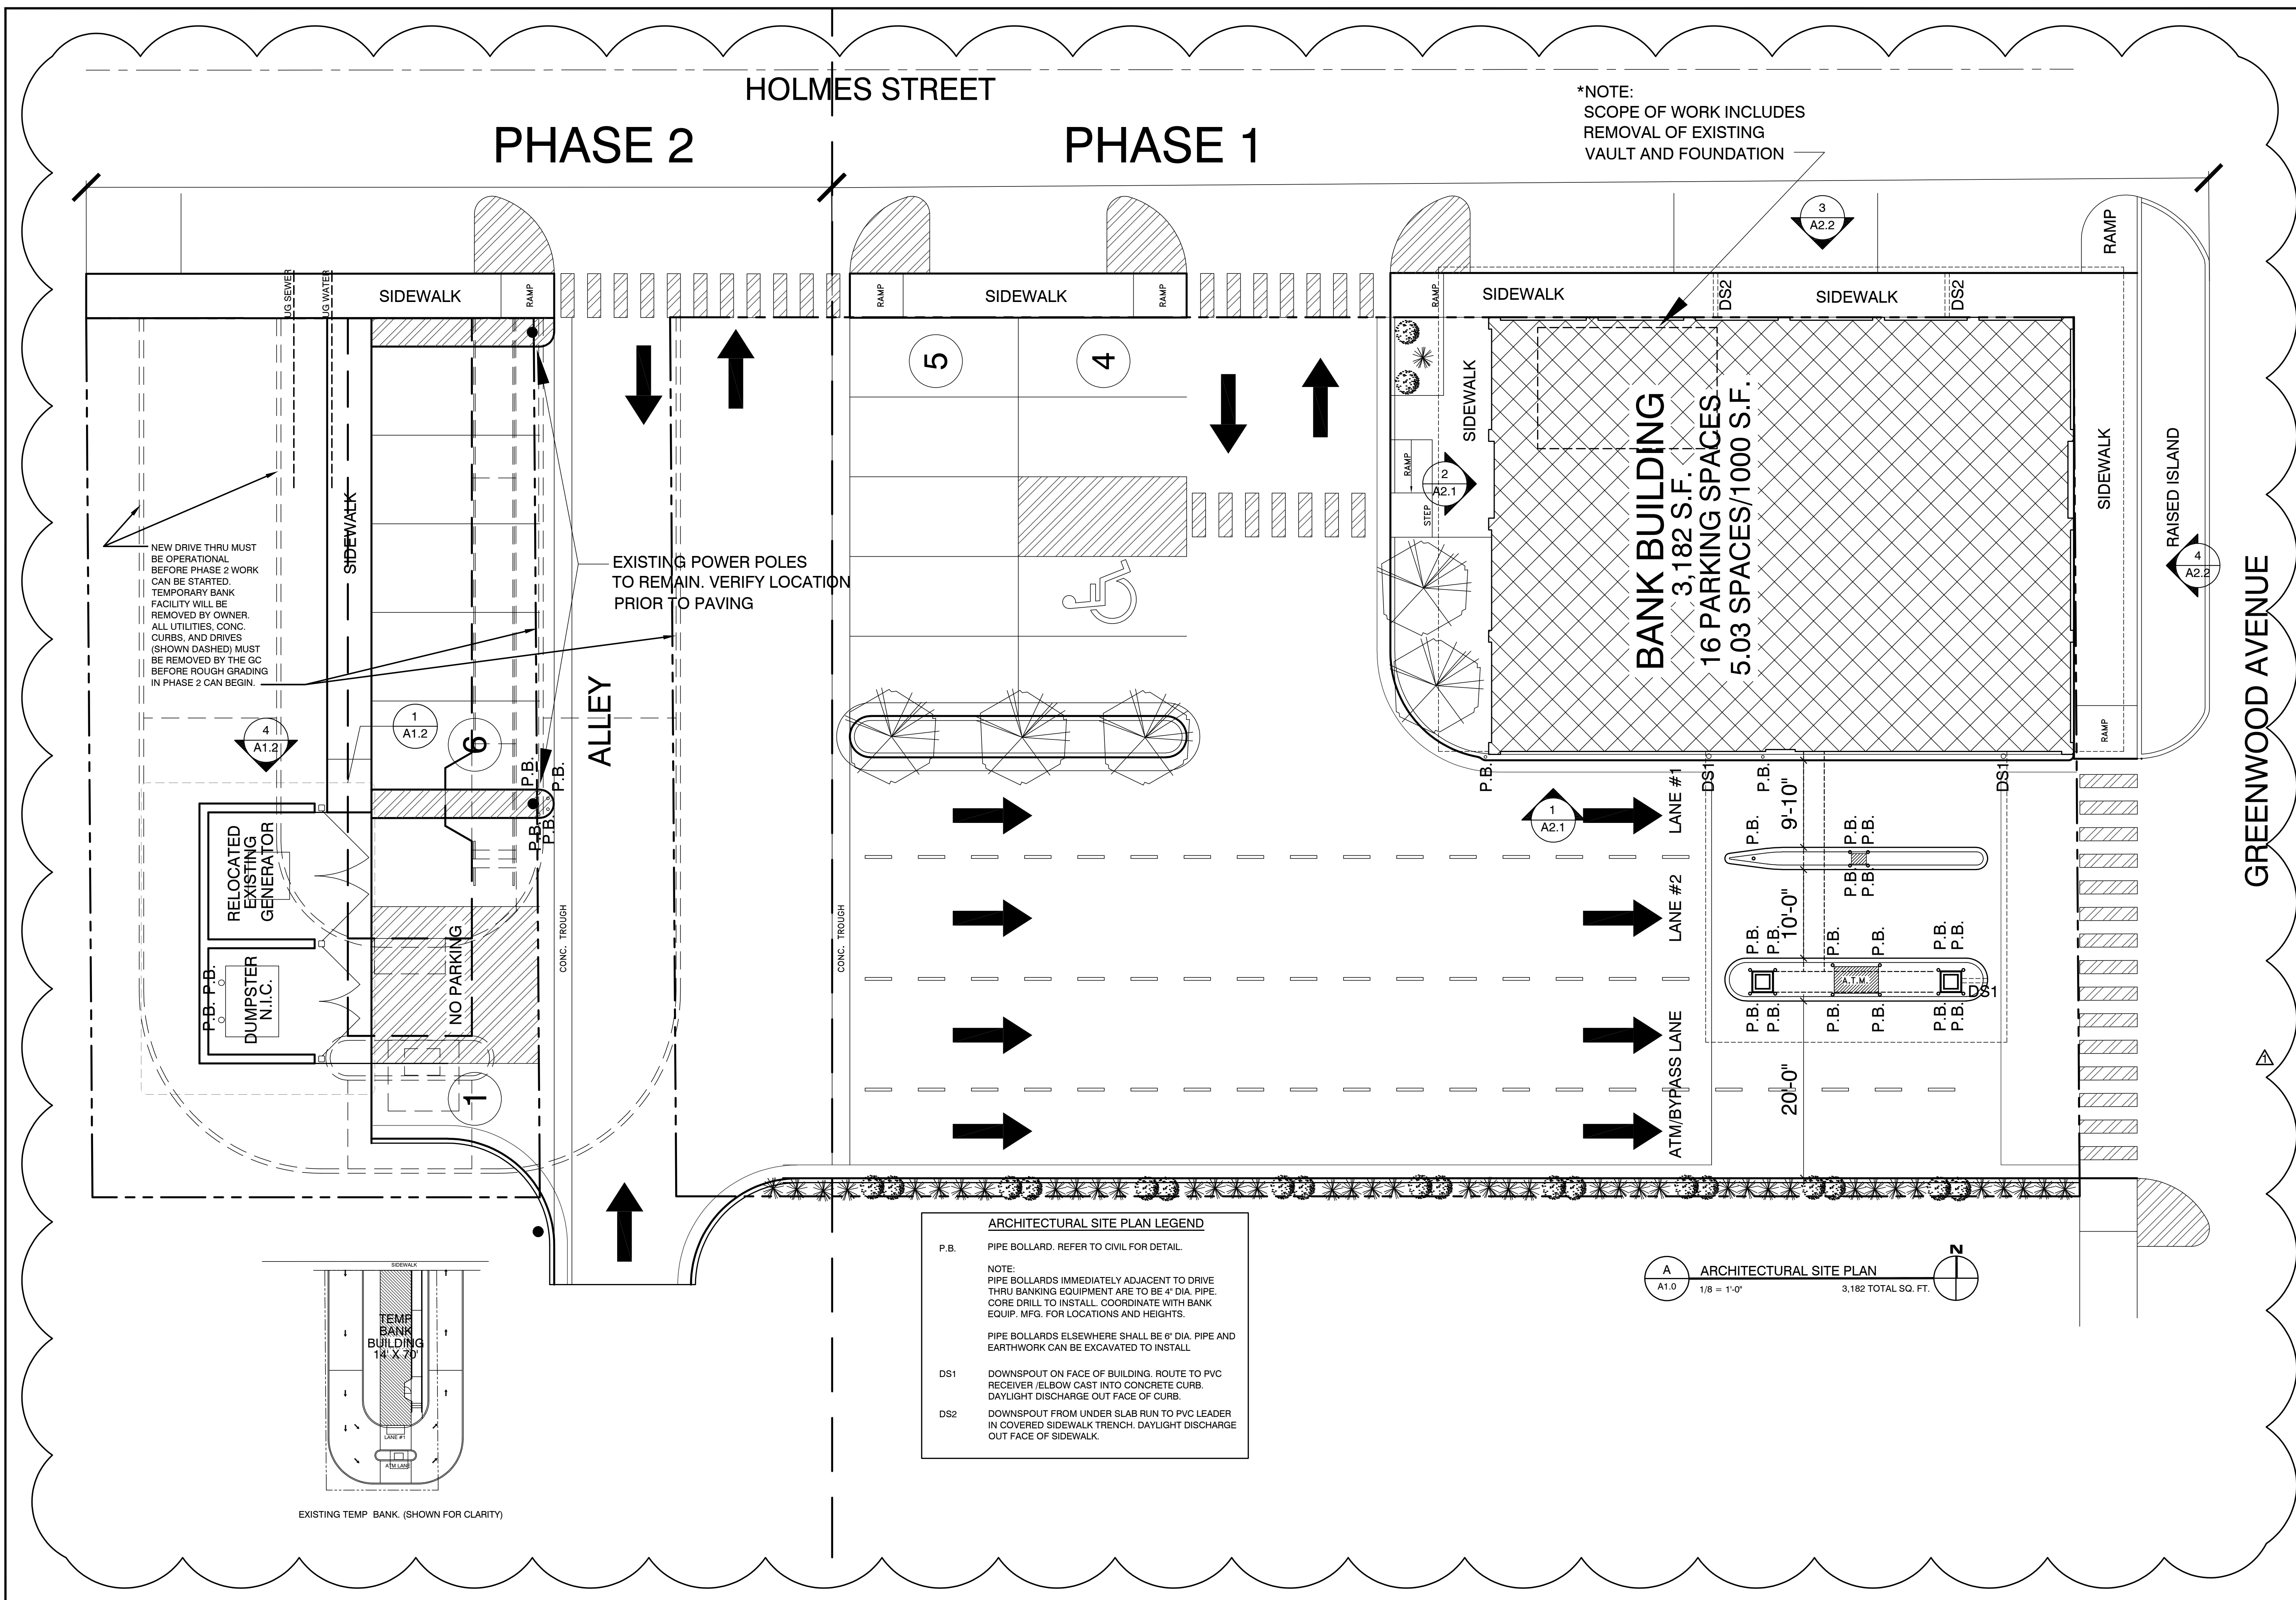 HOLMES STREET
PHASE 2
PHASE 1
*NOTE:
SCOPE OF WORK INCLUDES
REMOVAL OF EXISTING
VAULT AND FOUNDATION
3
A2.2
RAMP
UG SEWER
UG WATER
SIDEWALK
RAMP
RAMP
SIDEWALK
RAMP
RAMP
SIDEWALK
DS2
SIDEWALK
DS2
5
4
SIDEWALK
SIDEWALK
RAMP
STEP
2
A2.1
BANK BUILDING
3,182 S.F.
16 PARKING SPACES
5.03 SPACES/1000 S.F.
SIDEWALK
RAISED ISLAND
4
A2.2
GREENWOOD AVENUE
NEW DRIVE THRU MUST
BE OPERATIONAL
BEFORE PHASE 2 WORK
CAN BE STARTED.
TEMPORARY BANK
FACILITY WILL BE
REMOVED BY OWNER.
ALL UTILITIES, CONC.
CURBS, AND DRIVES
(SHOWN DASHED) MUST
BE REMOVED BY THE GC
BEFORE ROUGH GRADING
IN PHASE 2 CAN BEGIN.
EXISTING POWER POLES
TO REMAIN. VERIFY LOCATION
PRIOR TO PAVING
ALLEY
4
A1.2
1
A1.2
6
P.B.
P.B.
P.B.
P.B.
RAMP
P.B.
DS1
P.B.
DS1
1
A2.1
LANE #1
9'-10"
P.B.
P.B.
P.B.
P.B.
P.B.
RELOCATED
EXISTING
GENERATOR
NO PARKING
CONC. TROUGH
CONC. TROUGH
LANE #2
10'-0"
P.B.
P.B.
P.B.
P.B.
P.B.
P.B.
A.T.M.
DS1
P.B.
P.B.
P.B.
P.B.
P.B.
P.B.
P.B.
P.B.
DUMPSTER
N.I.C.
1
ATM/BYPASS LANE
20'-0"
1
ARCHITECTURAL SITE PLAN LEGEND
P.B.
PIPE BOLLARD. REFER TO CIVIL FOR DETAIL.
NOTE:
PIPE BOLLARDS IMMEDIATELY ADJACENT TO DRIVE
THRU BANKING EQUIPMENT ARE TO BE 4" DIA. PIPE.
CORE DRILL TO INSTALL. COORDINATE WITH BANK
EQUIP. MFG. FOR LOCATIONS AND HEIGHTS.
PIPE BOLLARDS ELSEWHERE SHALL BE 6" DIA. PIPE AND
EARTHWORK CAN BE EXCAVATED TO INSTALL
DS1
DOWNSPOUT ON FACE OF BUILDING. ROUTE TO PVC
RECEIVER /ELBOW CAST INTO CONCRETE CURB.
DAYLIGHT DISCHARGE OUT FACE OF CURB.
DS2
DOWNSPOUT FROM UNDER SLAB RUN TO PVC LEADER
IN COVERED SIDEWALK TRENCH. DAYLIGHT DISCHARGE
OUT FACE OF SIDEWALK.
A
A1.0
ARCHITECTURAL SITE PLAN
1/8 = 1'-0"
3,182 TOTAL SQ. FT.
N
SIDEWALK
TEMP
BANK
BUILDING
14' X 70'
LANE #1
ATM LANE
EXISTING TEMP BANK. (SHOWN FOR CLARITY)